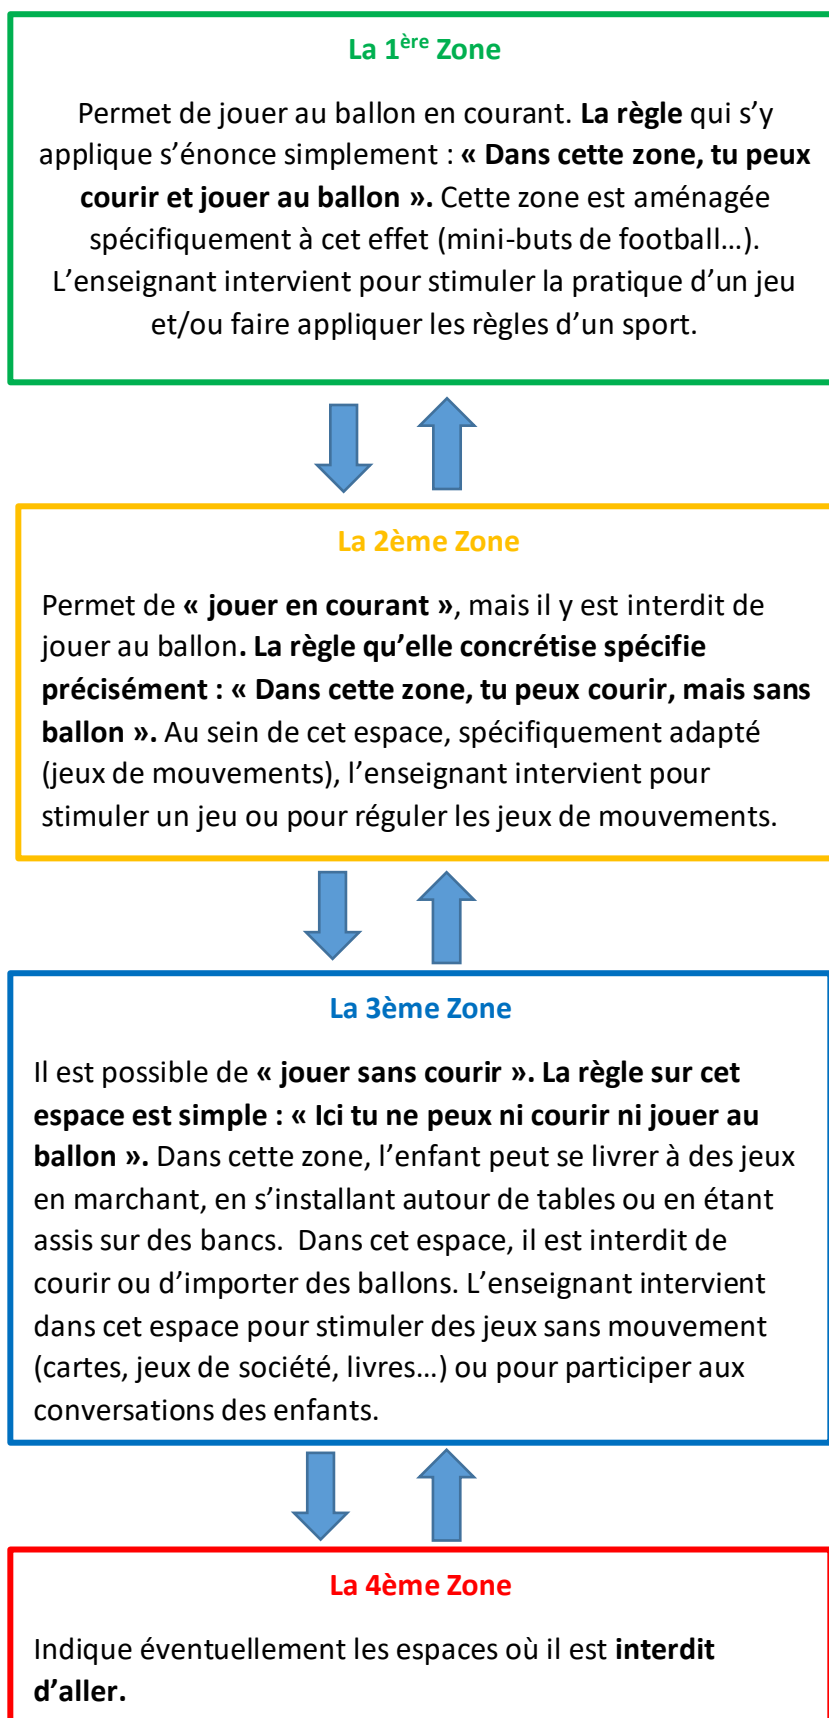 La 1ère Zone
Permet de jouer au ballon en courant. La règle qui s’y
applique s’énonce simplement : « Dans cette zone, tu peux
courir et jouer au ballon ». Cette zone est aménagée
spécifiquement à cet effet (mini-buts de football…).
L’enseignant intervient pour stimuler la pratique d’un jeu
et/ou faire appliquer les règles d’un sport.
La 2ème Zone
Permet de « jouer en courant », mais il y est interdit de
jouer au ballon. La règle qu’elle concrétise spécifie
précisément : « Dans cette zone, tu peux courir, mais sans
ballon ». Au sein de cet espace, spécifiquement adapté
(jeux de mouvements), l’enseignant intervient pour
stimuler un jeu ou pour réguler les jeux de mouvements.
La 3ème Zone
Il est possible de « jouer sans courir ». La règle sur cet
espace est simple : « Ici tu ne peux ni courir ni jouer au
ballon ». Dans cette zone, l’enfant peut se livrer à des jeux
en marchant, en s’installant autour de tables ou en étant
assis sur des bancs.  Dans cet espace, il est interdit de
courir ou d’importer des ballons. L’enseignant intervient
dans cet espace pour stimuler des jeux sans mouvement
(cartes, jeux de société, livres…) ou pour participer aux
conversations des enfants.
La 4ème Zone
Indique éventuellement les espaces où il est interdit
d’aller.